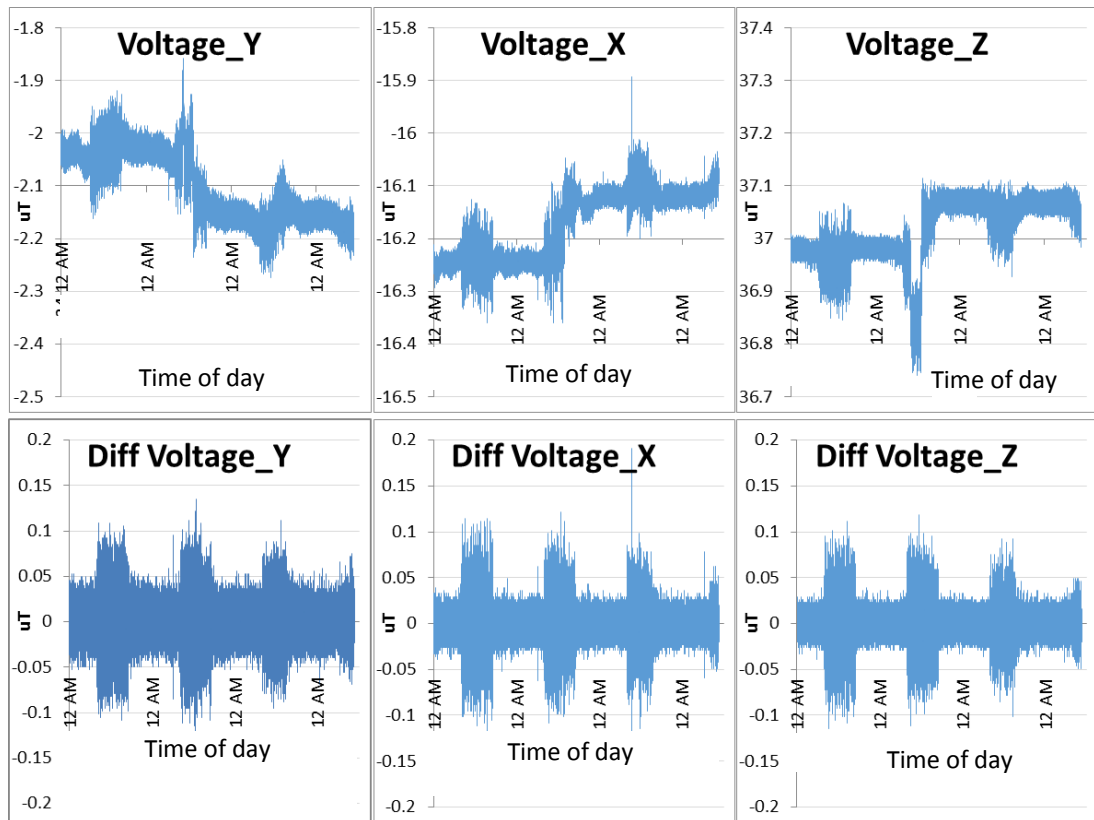 Voltage_Y
-1.8
-1.9
-2
-2.1
-2.2
-2.3
-2.4
-2.5
uT
12 AM
12 AM
12 AM
12 AM
Time of day
Voltage_X
-15.8
-15.9
-16
-16.1
-16.2
-16.3
-16.4
-16.5
uT
12 AM
12 AM
12 AM
12 AM
Time of day
Voltage_Z
37.4
37.3
37.2
37.1
37
36.9
36.8
36.7
uT
12 AM
12 AM
12 AM
12 AM
Time of day
Diff Voltage_Y
0.2
0.15
0.1
0.05
0
-0.05
-0.1
-0.15
-0.2
uT
12 AM
12 AM
12 AM
12 AM
Time of day
Diff Voltage_X
0.2
0.15
0.1
0.05
0
-0.05
-0.1
-0.15
-0.2
uT
12 AM
12 AM
12 AM
12 AM
Time of day
Diff Voltage_Z
0.2
0.15
0.1
0.05
0
-0.05
-0.1
-0.15
-0.2
uT
12 AM
12 AM
12 AM
12 AM
Time of day